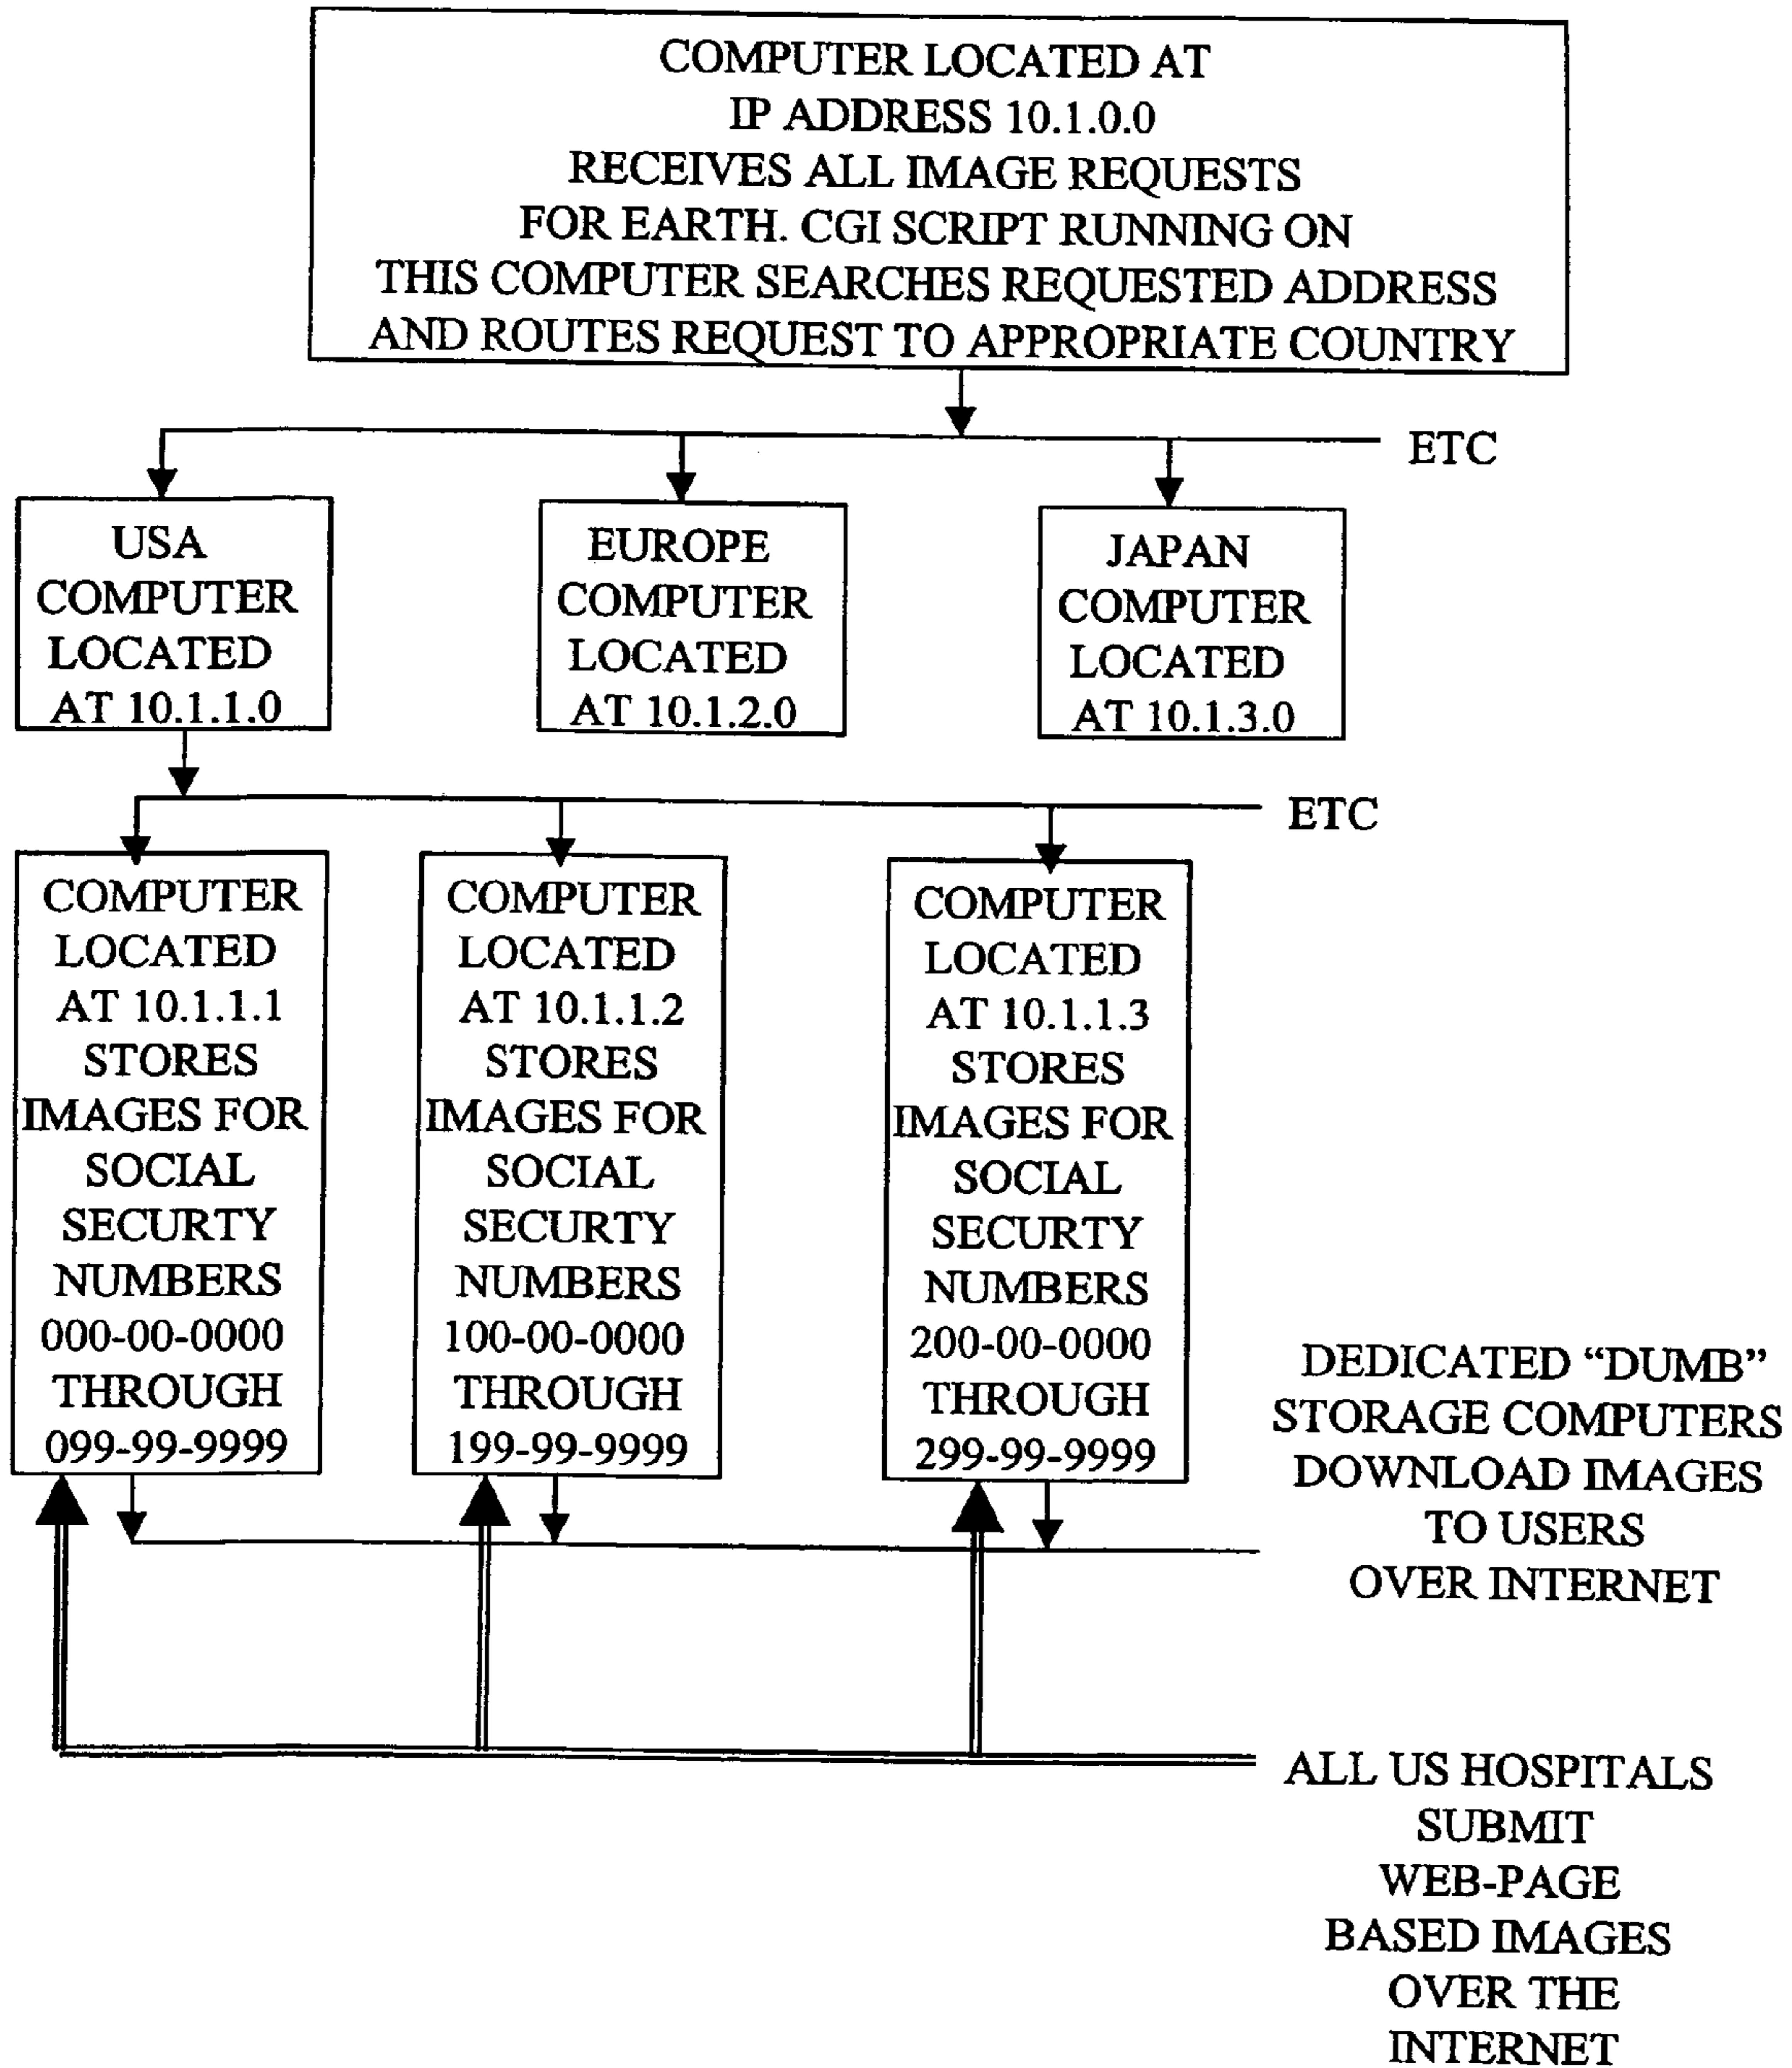 COMPUTER LOCATED AT
IP ADDRESS 10.1.0.0
RECEIVES ALL IMAGE REQUESTS
FOR EARTH. CGI SCRIPT RUNNING ON
THIS COMPUTER SEARCHES REQUESTED ADDRESS
AND ROUTES REQUEST TO APPROPRIATE COUNTRY
ETC
USA
COMPUTER
LOCATED
AT 10.1.1.0
EUROPE
COMPUTER
LOCATED
AT 10.1.2.0
JAPAN
COMPUTER
LOCATED
AT 10.1.3.0
ETC
COMPUTER
LOCATED
AT 10.1.1.1
STORES
IMAGES FOR
SOCIAL
SECURTY
NUMBERS
000-00-0000
THROUGH
099-99-9999
COMPUTER
LOCATED
AT 10.1.1.2
STORES
IMAGES FOR
SOCIAL
SECURTY
NUMBERS
100-00-0000
THROUGH
199-99-9999
COMPUTER
LOCATED
AT 10.1.1.3
STORES
IMAGES FOR
SOCIAL
SECURTY
NUMBERS
200-00-0000
THROUGH
299-99-9999
DEDICATED “DUMB”
STORAGE COMPUTERS
DOWNLOAD IMAGES
TO USERS
OVER INTERNET
ALL US HOSPITALS
SUBMIT
WEB-PAGE
BASED IMAGES
OVER THE
INTERNET